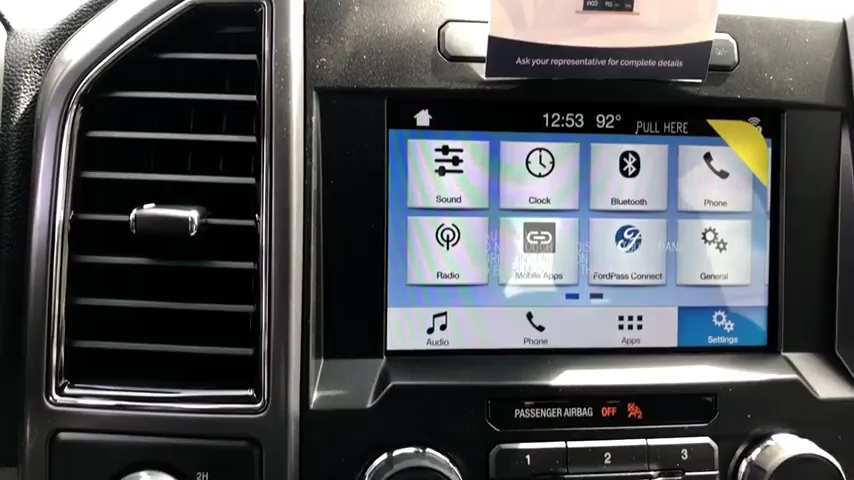 Ask your representative for complete details
12:53 92° PULL HERE
Sound Clock Bluetooth Phone
Radio Mobile Apps FordPass Connect General
Audio Phone Apps Settings
PASSENGER AIRBAG OFF
1 2 3
2H